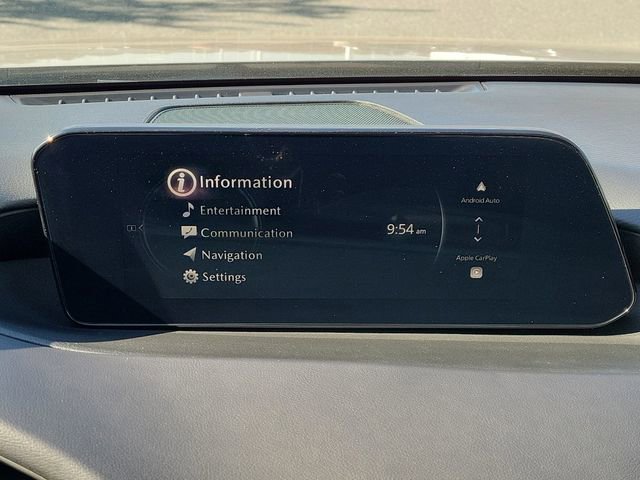 Information
Entertainment
Communication
Navigation
Settings
9:54 am
Android Auto
Apple CarPlay